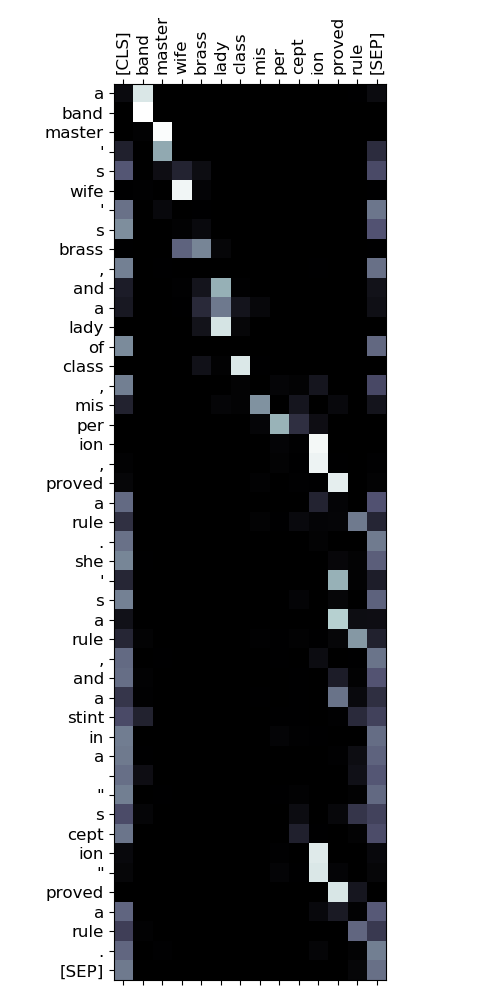 [CLS] band master wife brass lady class mis per cept ion proved rule [SEP]
a
band
master
'
s
wife
'
s
brass
,
and
a
lady
of
class
,
mis
per
ion
,
proved
a
rule
.
she
'
s
a
rule
,
and
a
stint
in
a
"
s
cept
ion
"
proved
a
rule
.
[SEP]